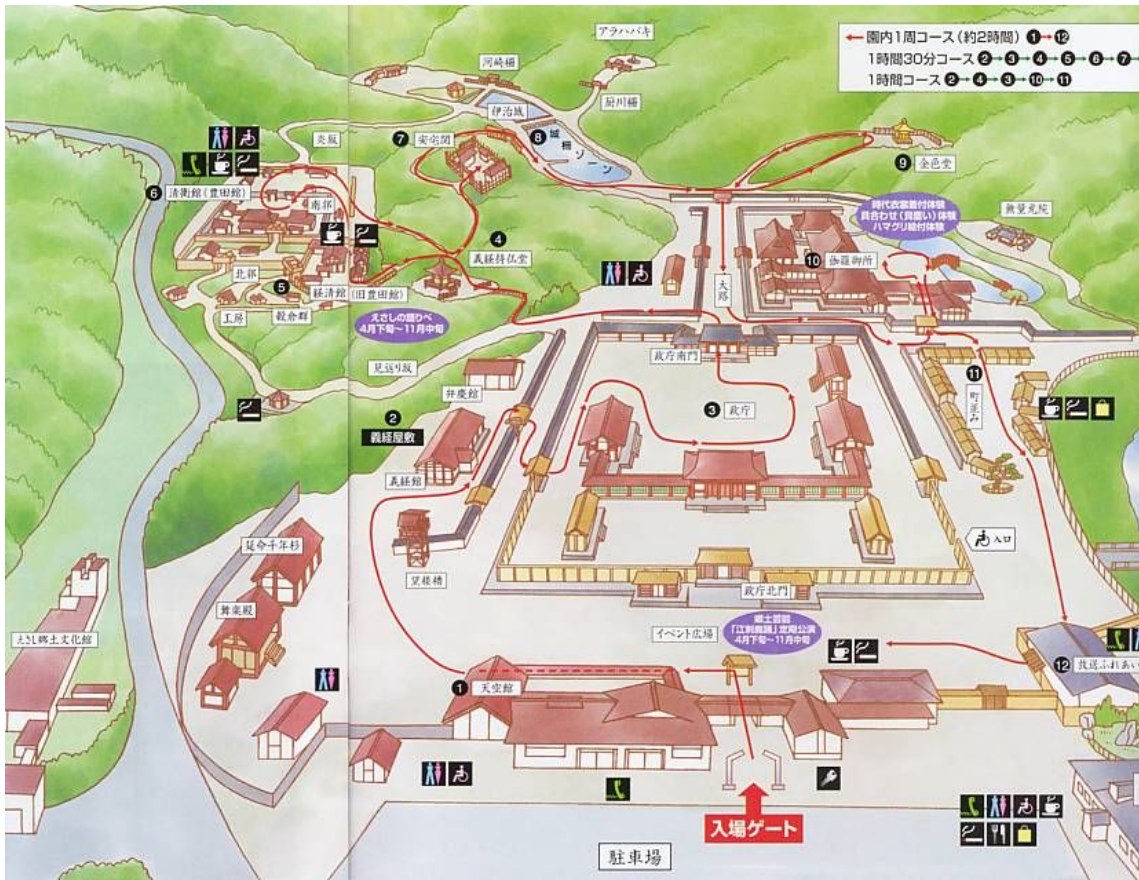 園内1周コース(約2時間) ❶→⓬
1時間30分コース ❷→❸→❹→❺→❻→❼→
1時間コース ❷→❹→❸→❿→⓫
アラハバキ
河崎柵
伊治城
厨川柵
❼ 安宅関
❽ 城柵ゾーン
❾ 金色堂
炎坂
❻ 清衡館(豊田館)
南郭
時代衣裳着付体験
貝合わせ(貝覆い)体験
ハマグリ絵付体験
無量光院
❹
義経持仏堂
❿ 伽羅御所
北郭
❺
経清館(旧豊田館)
大路
工房
穀倉群
えさしの語りべ
4月下旬〜11月中旬
政庁南門
見送り坂
弁慶館
⓫
町並み
❷
義経屋敷
❸ 政庁
義経館
入口
延命千年杉
望楼櫓
政庁北門
舞楽殿
郷土芸能
「江刺鹿踊」定期公演
4月下旬〜11月中旬
えさし郷土文化館
イベント広場
⓬ 放送ふれあい
❶ 天空館
入場ゲート
駐車場